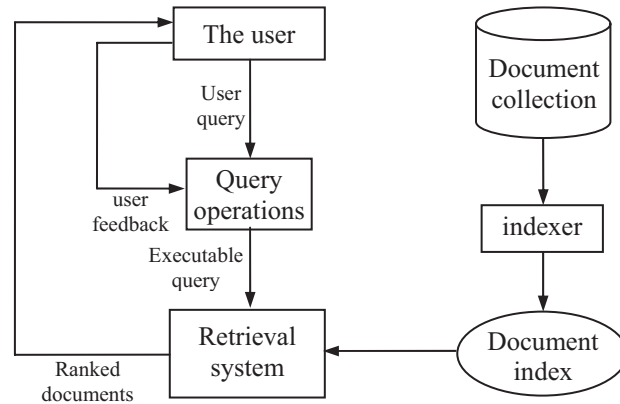 The user
Document
collection
User
query
Query
operations
user
feedback
indexer
Executable
query
Retrieval
system
Document
index
Ranked
documents